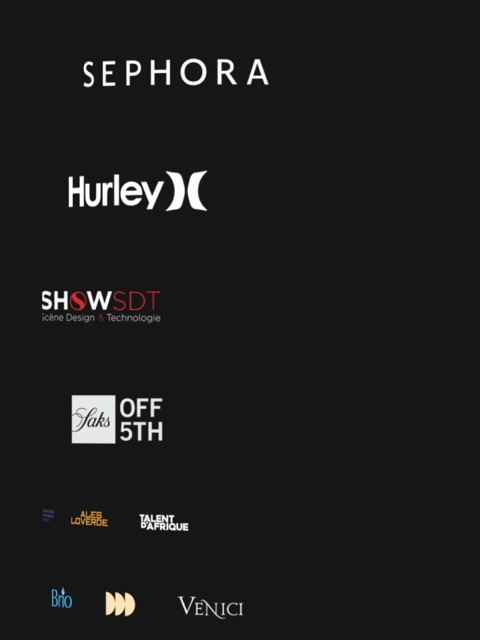 SEPHORA
Hurley
SHOWSDT
Scène Design & Technologie
Saks OFF
5TH
ALES
LOVERDE
TALENT
D'AFRIQUE
Brio
VENICI